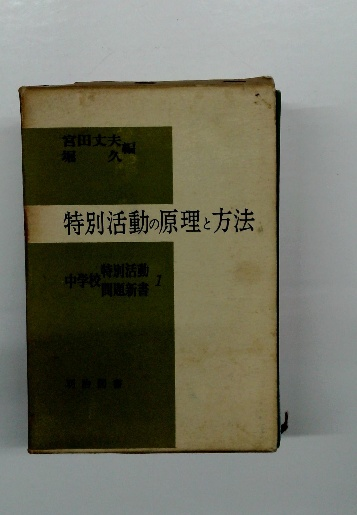 宮田丈夫
堀 久 編
特別活動の原理と方法
中学校 特別活動
問題新書 1